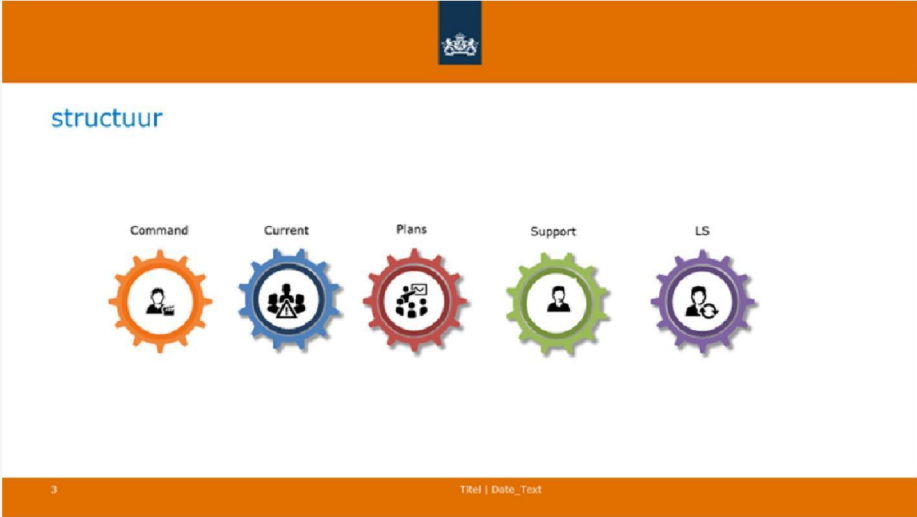 structuur
Command
Current
Plans
Support
LS
3
Titel | Date_Text